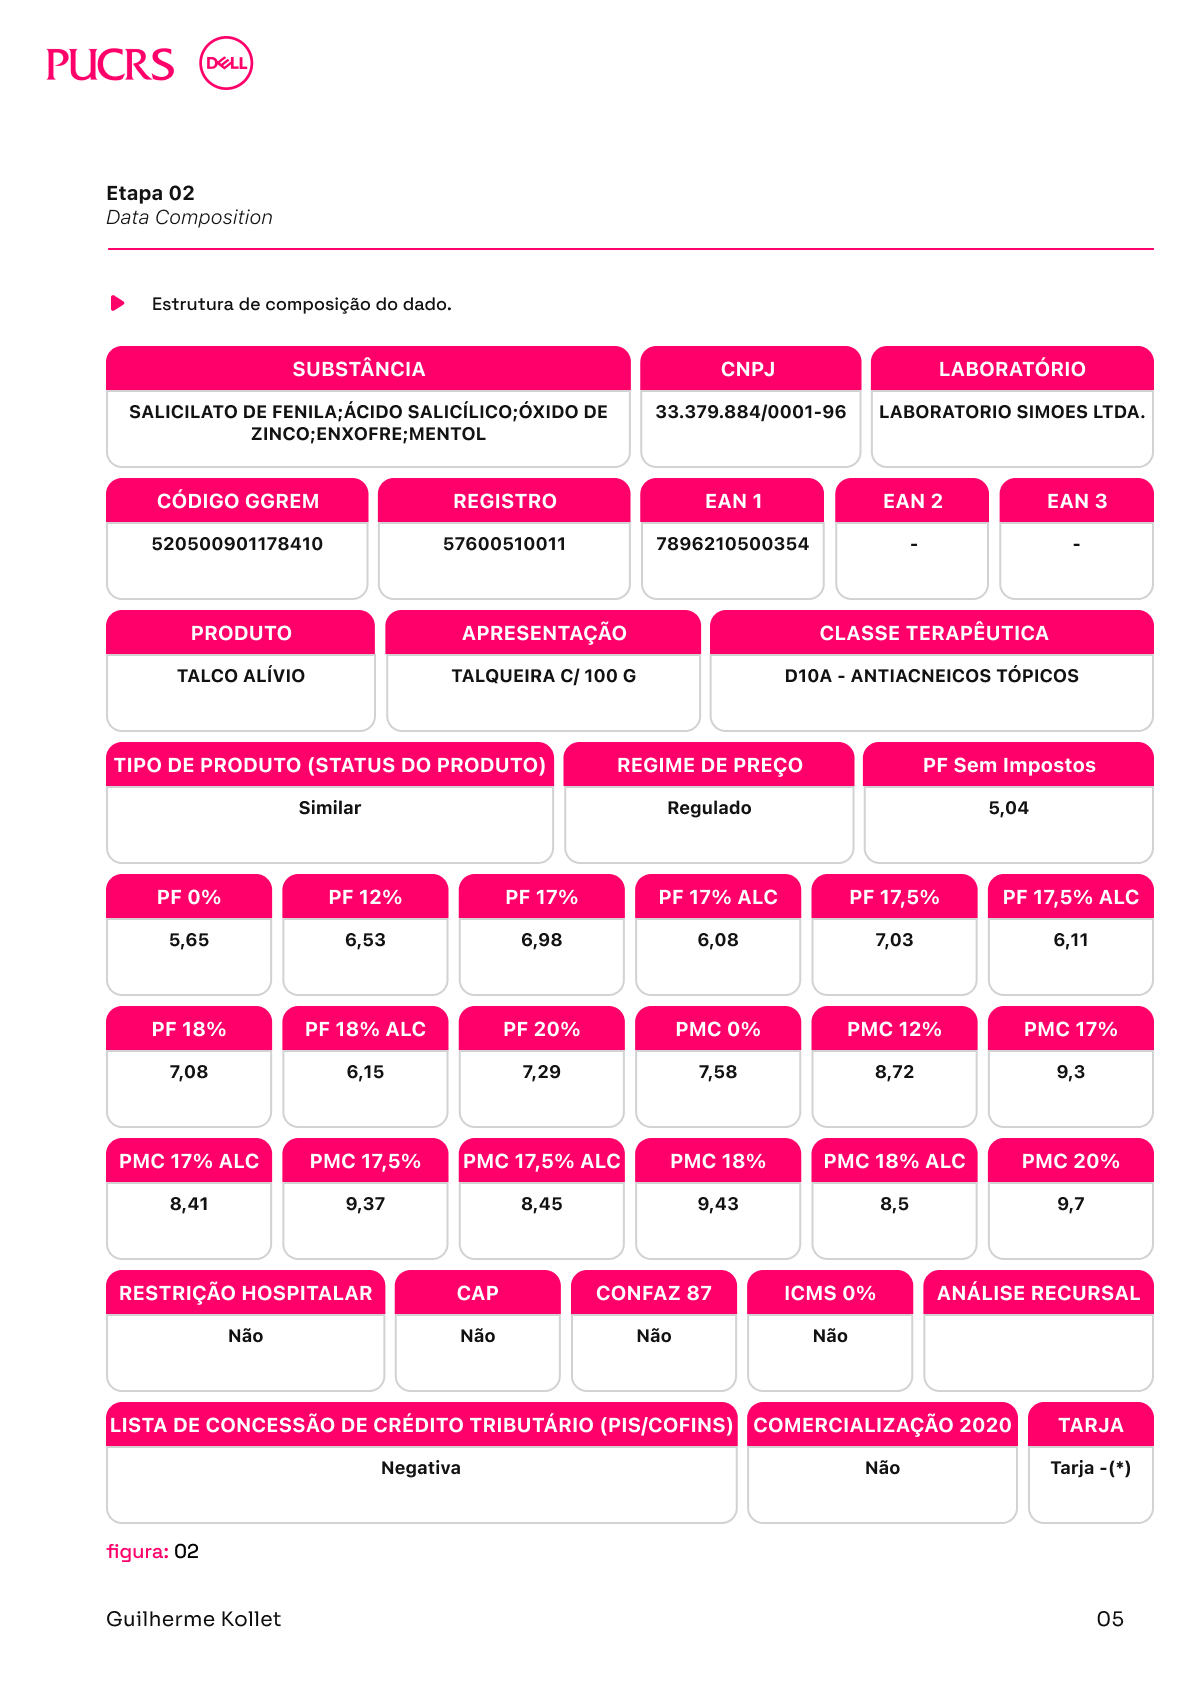 PUCRS DELL
Etapa 02
Data Composition
Estrutura de composição do dado.
SUBSTÂNCIA CNPJ LABORATÓRIO
SALICILATO DE FENILA;ÁCIDO SALICÍLICO;ÓXIDO DE 33.379.884/0001-96 LABORATORIO SIMOES LTDA.
ZINCO;ENXOFRE;MENTOL
CÓDIGO GGREM REGISTRO EAN 1 EAN 2 EAN 3
520500901178410 57600510011 7896210500354 - -
PRODUTO APRESENTAÇÃO CLASSE TERAPÊUTICA
TALCO ALÍVIO TALQUEIRA C/ 100 G D10A - ANTIACNEICOS TÓPICOS
TIPO DE PRODUTO (STATUS DO PRODUTO) REGIME DE PREÇO PF Sem Impostos
Similar Regulado 5,04
PF 0% PF 12% PF 17% PF 17% ALC PF 17,5% PF 17,5% ALC
5,65 6,53 6,98 6,08 7,03 6,11
PF 18% PF 18% ALC PF 20% PMC 0% PMC 12% PMC 17%
7,08 6,15 7,29 7,58 8,72 9,3
PMC 17% ALC PMC 17,5% PMC 17,5% ALC PMC 18% PMC 18% ALC PMC 20%
8,41 9,37 8,45 9,43 8,5 9,7
RESTRIÇÃO HOSPITALAR CAP CONFAZ 87 ICMS 0% ANÁLISE RECURSAL
Não Não Não Não
LISTA DE CONCESSÃO DE CRÉDITO TRIBUTÁRIO (PIS/COFINS) COMERCIALIZAÇÃO 2020 TARJA
Negativa Não Tarja -(*)
figura: 02
Guilherme Kollet 05